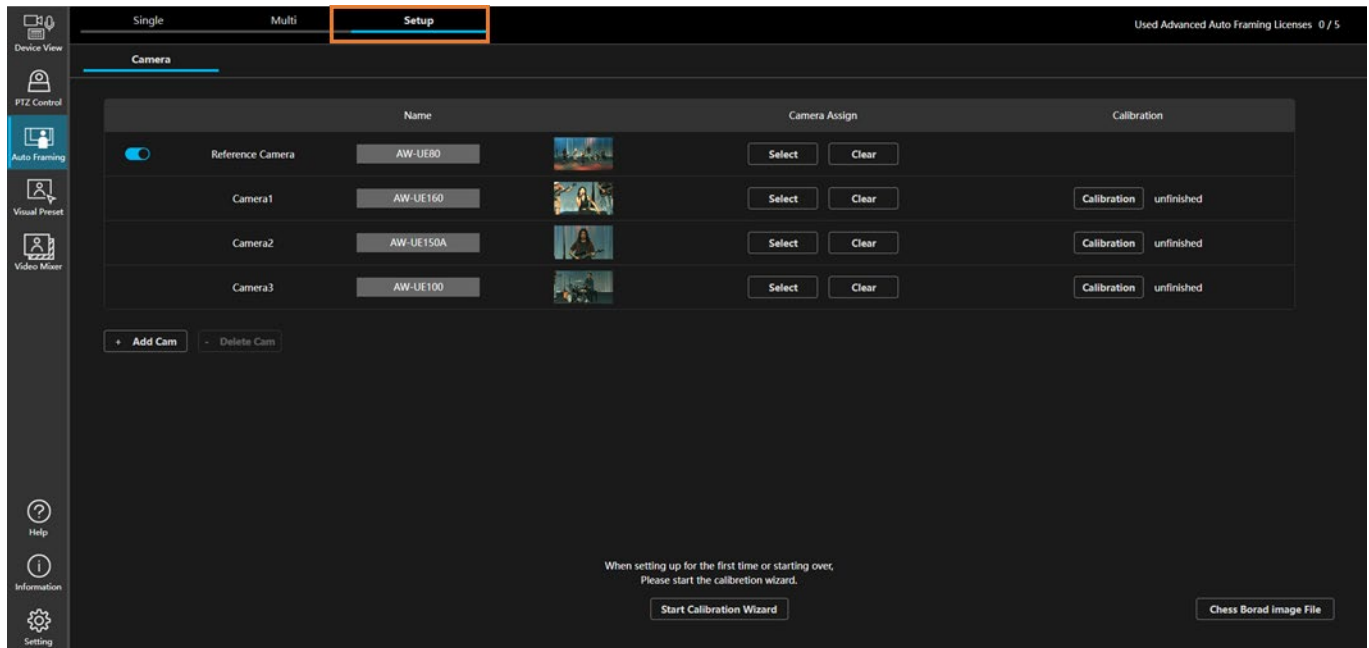 Single Multi Setup Used Advanced Auto Framing Licenses 0 / 5
Device View
Camera
PTZ Control
Name Camera Assign Calibration
Auto Framing
Reference Camera AW-UE80 Select Clear
Camera1 AW-UE160 Select Clear Calibration unfinished
Visual Preset
Camera2 AW-UE150A Select Clear Calibration unfinished
Video Mixer
Camera3 AW-UE100 Select Clear Calibration unfinished
+ Add Cam - Delete Cam
Help
When setting up for the first time or starting over,
Please start the calibretion wizard.
Information
Start Calibration Wizard Chess Borad image File
Setting